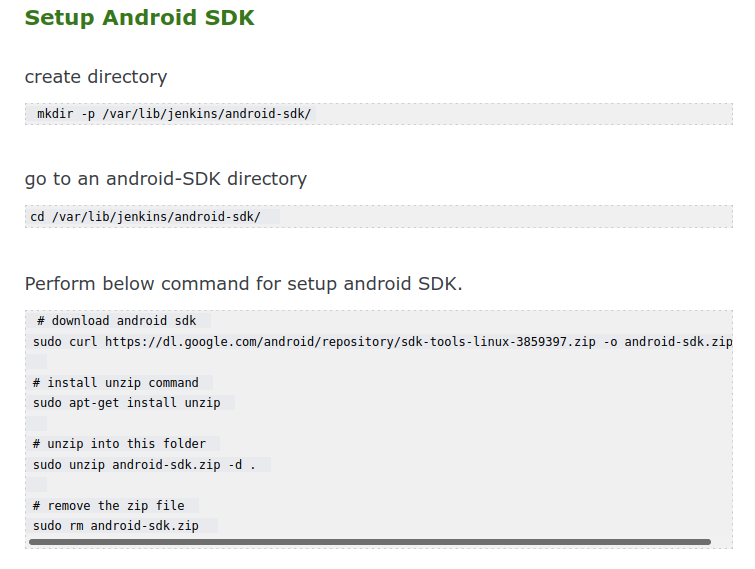 Setup Android SDK
create directory
mkdir -p /var/lib/jenkins/android-sdk/
go to an android-SDK directory
cd /var/lib/jenkins/android-sdk/
Perform below command for setup android SDK.
# download android sdk
sudo curl https://dl.google.com/android/repository/sdk-tools-linux-3859397.zip -o android-sdk.zip
# install unzip command
sudo apt-get install unzip
# unzip into this folder
sudo unzip android-sdk.zip -d .
# remove the zip file
sudo rm android-sdk.zip